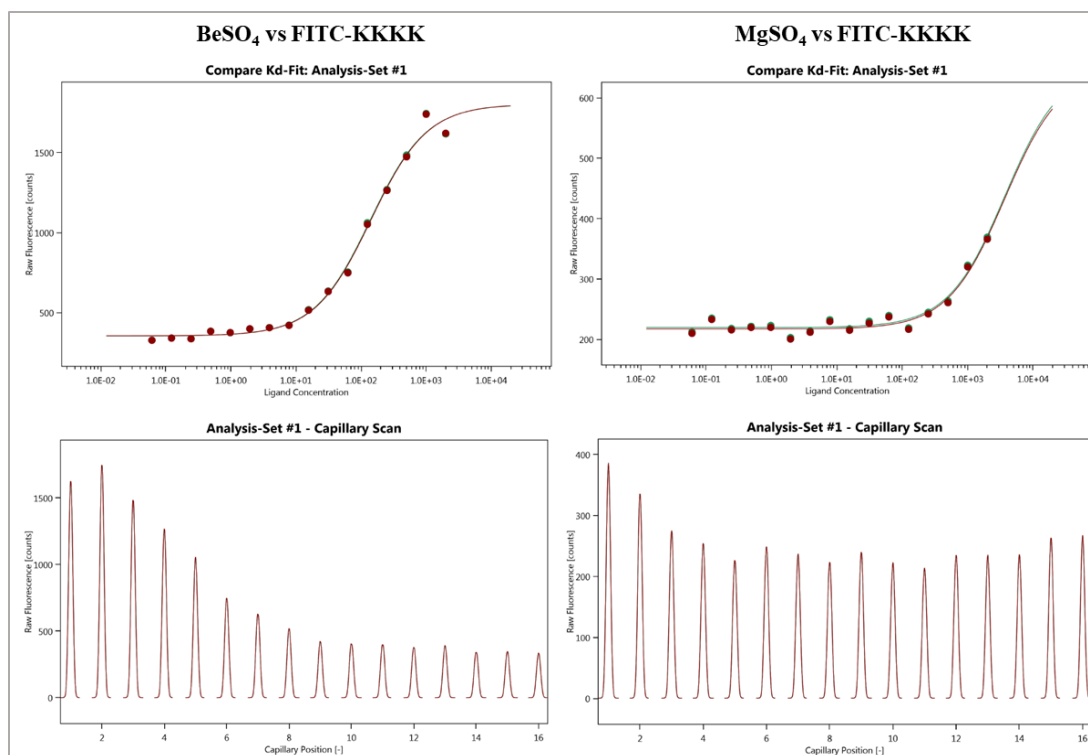 BeSO₄ vs FITC-KKKK
Compare Kd-Fit: Analysis-Set #1
Raw Fluorescence [counts]
1500
1000
500
1.0E-02 1.0E-01 1.0E+00 1.0E+01 1.0E+02 1.0E+03 1.0E+04
Ligand Concentration
Analysis-Set #1 - Capillary Scan
Raw Fluorescence [counts]
1500
1000
500
0
2 4 6 8 10 12 14 16
Capillary Position [-]
MgSO₄ vs FITC-KKKK
Compare Kd-Fit: Analysis-Set #1
Raw Fluorescence [counts]
600
500
400
300
200
1.0E-02 1.0E-01 1.0E+00 1.0E+01 1.0E+02 1.0E+03 1.0E+04
Ligand Concentration
Analysis-Set #1 - Capillary Scan
Raw Fluorescence [counts]
400
300
200
100
0
2 4 6 8 10 12 14 16
Capillary Position [-]